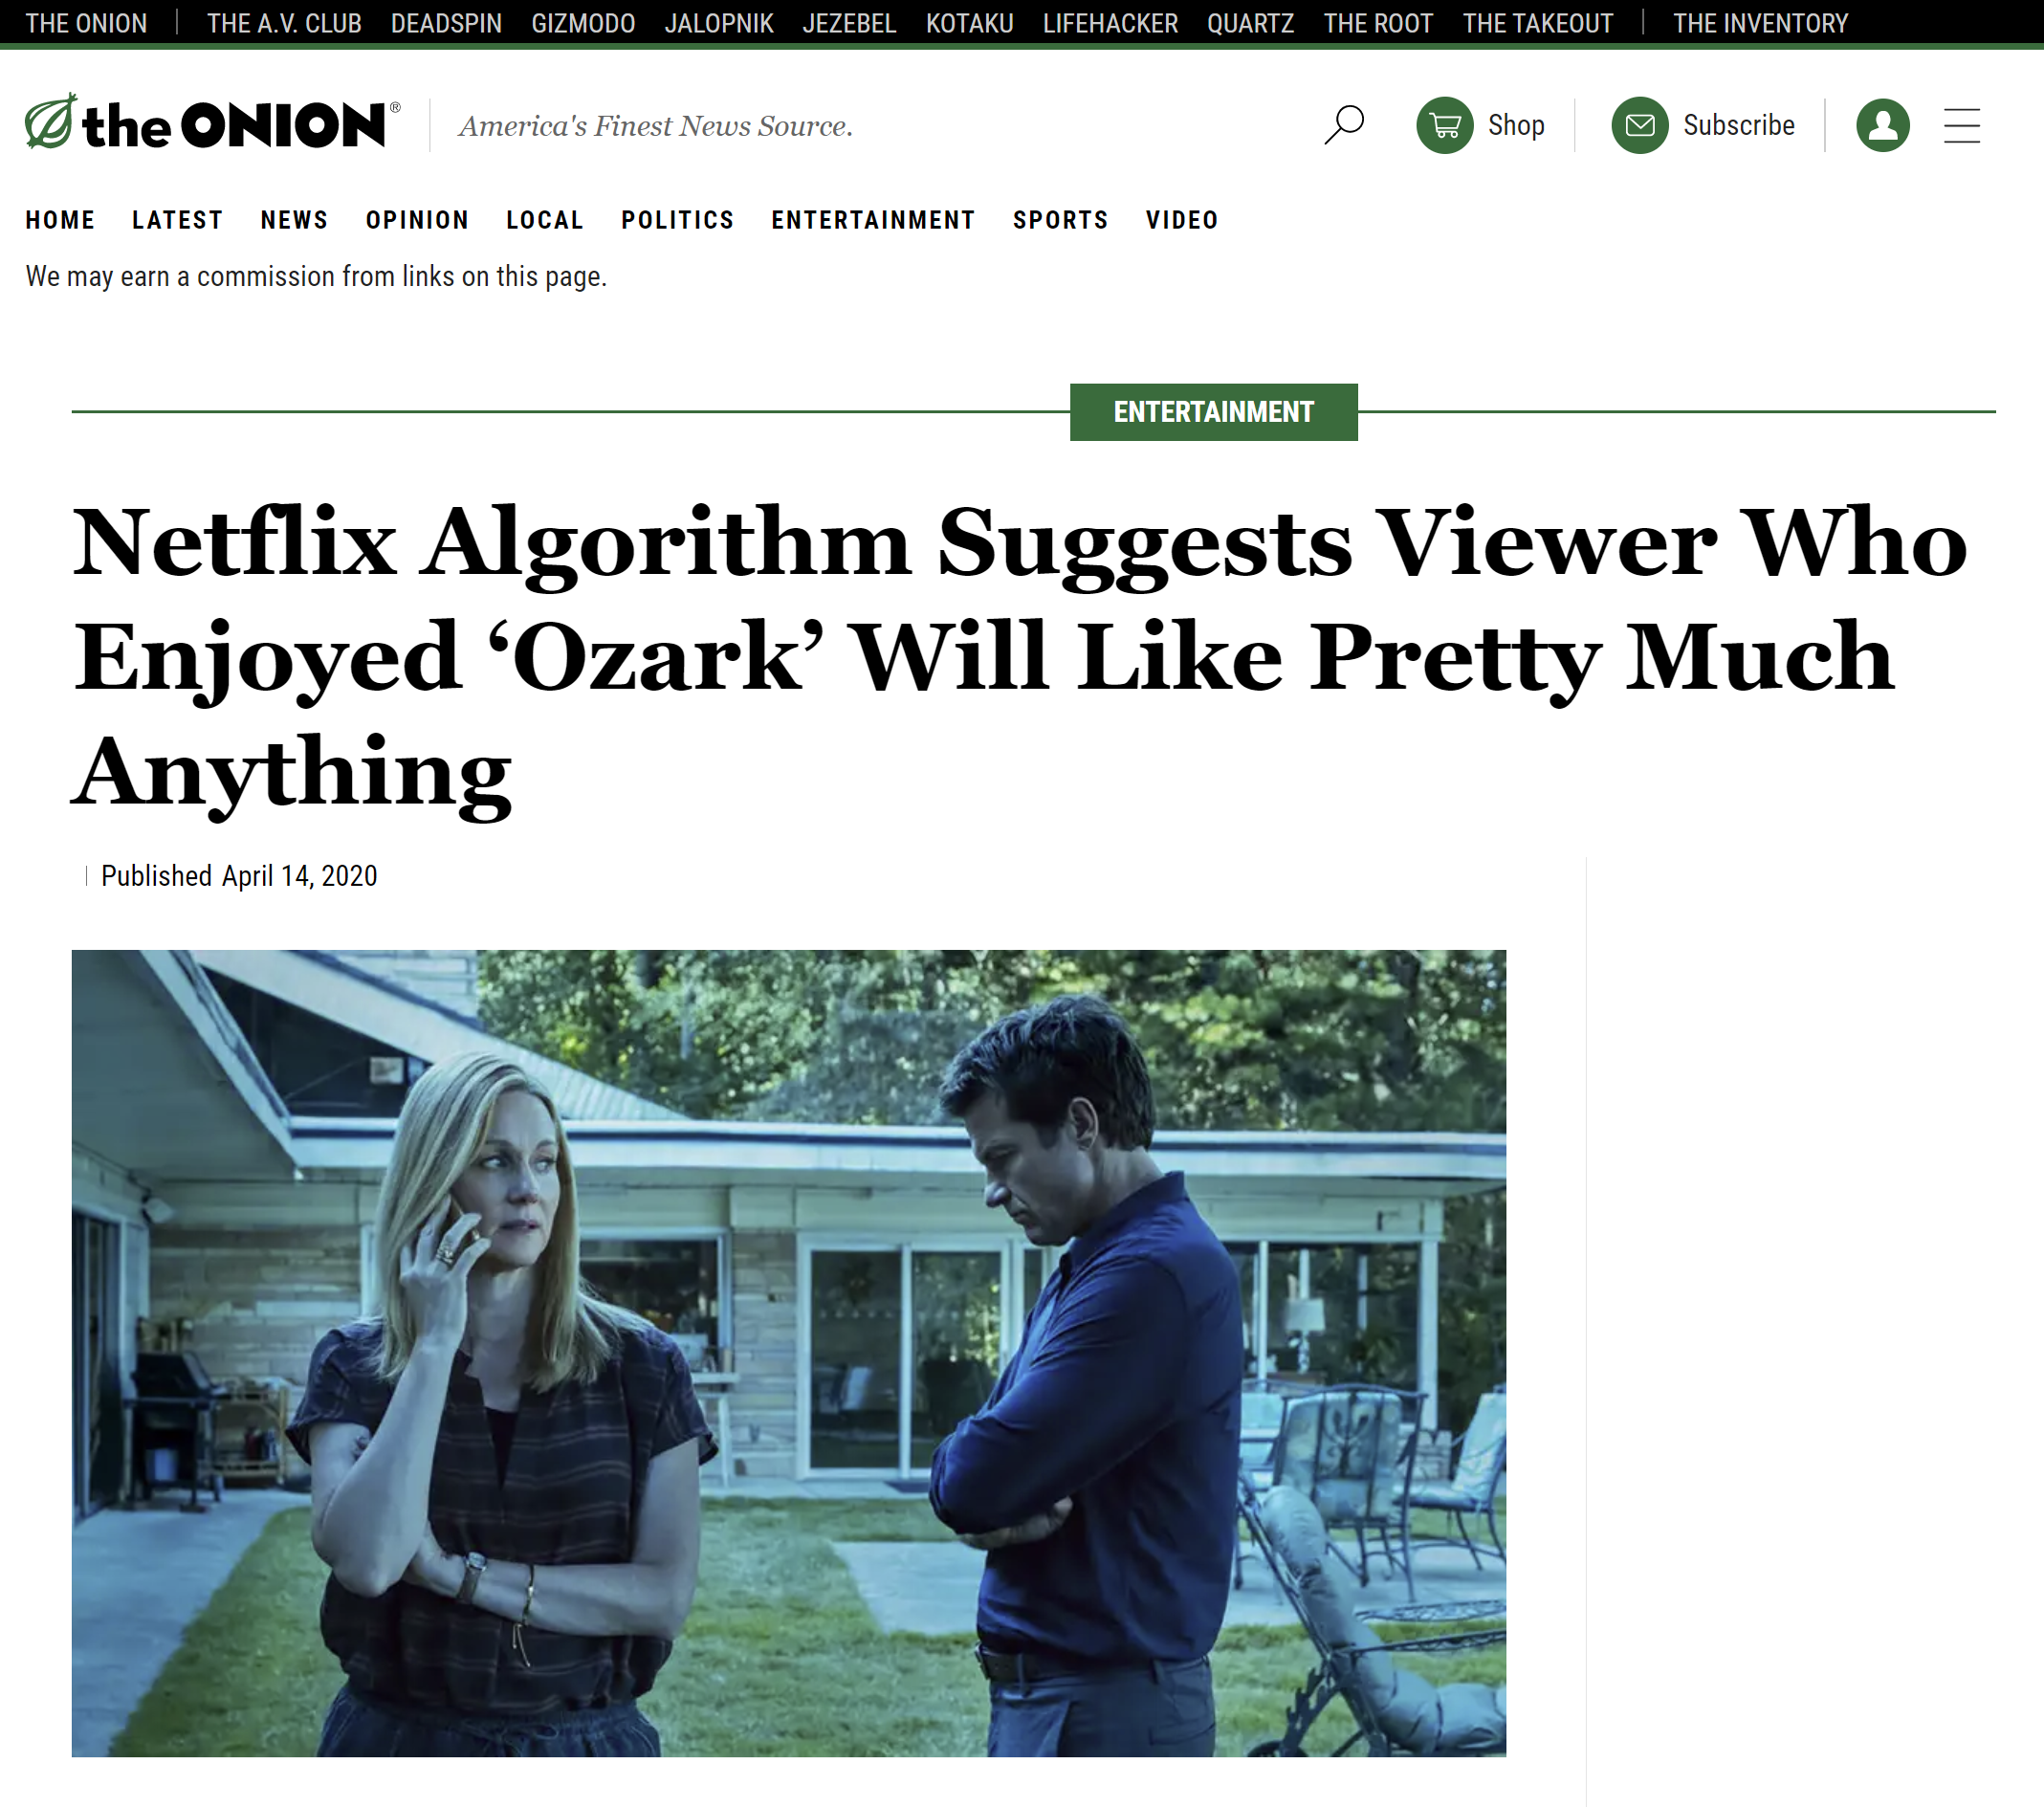 THE ONION THE A.V. CLUB DEADSPIN GIZMODO JALOPNIK JEZEBEL KOTAKU LIFEHACKER QUARTZ THE ROOT THE TAKEOUT THE INVENTORY
the ONION® America's Finest News Source. Shop Subscribe
HOME LATEST NEWS OPINION LOCAL POLITICS ENTERTAINMENT SPORTS VIDEO
We may earn a commission from links on this page.
ENTERTAINMENT
Netflix Algorithm Suggests Viewer Who
Enjoyed ‘Ozark’ Will Like Pretty Much
Anything
Published April 14, 2020